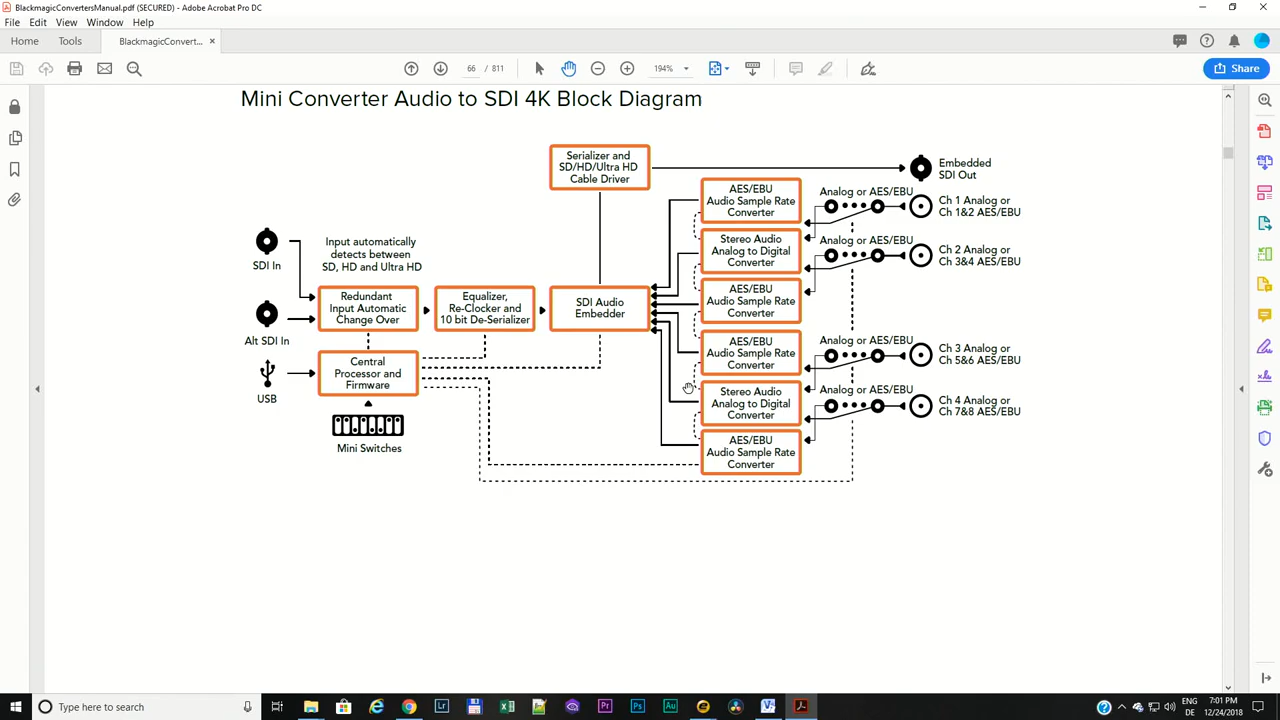 BlackmagicConvertersManual.pdf (SECURED) - Adobe Acrobat Pro DC
File Edit View Window Help
Home Tools BlackmagicConvert... ×
66 / 811 194% Share
Mini Converter Audio to SDI 4K Block Diagram
Serializer and
SD/HD/Ultra HD
Cable Driver
Embedded
SDI Out
AES/EBU
Audio Sample Rate
Converter
Analog or AES/EBU
Ch 1 Analog or
Ch 1&2 AES/EBU
Stereo Audio
Analog to Digital
Converter
Analog or AES/EBU
Ch 2 Analog or
Ch 3&4 AES/EBU
SDI In
Input automatically
detects between
SD, HD and Ultra HD
AES/EBU
Audio Sample Rate
Converter
Alt SDI In
Redundant
Input Automatic
Change Over
Equalizer,
Re-Clocker and
10 bit De-Serializer
SDI Audio
Embedder
AES/EBU
Audio Sample Rate
Converter
Analog or AES/EBU
Ch 3 Analog or
Ch 5&6 AES/EBU
USB
Central
Processor and
Firmware
Stereo Audio
Analog to Digital
Converter
Analog or AES/EBU
Ch 4 Analog or
Ch 7&8 AES/EBU
Mini Switches
AES/EBU
Audio Sample Rate
Converter
Type here to search
Lr Pr Ps Au
ENG
DE
7:01 PM
12/24/2018